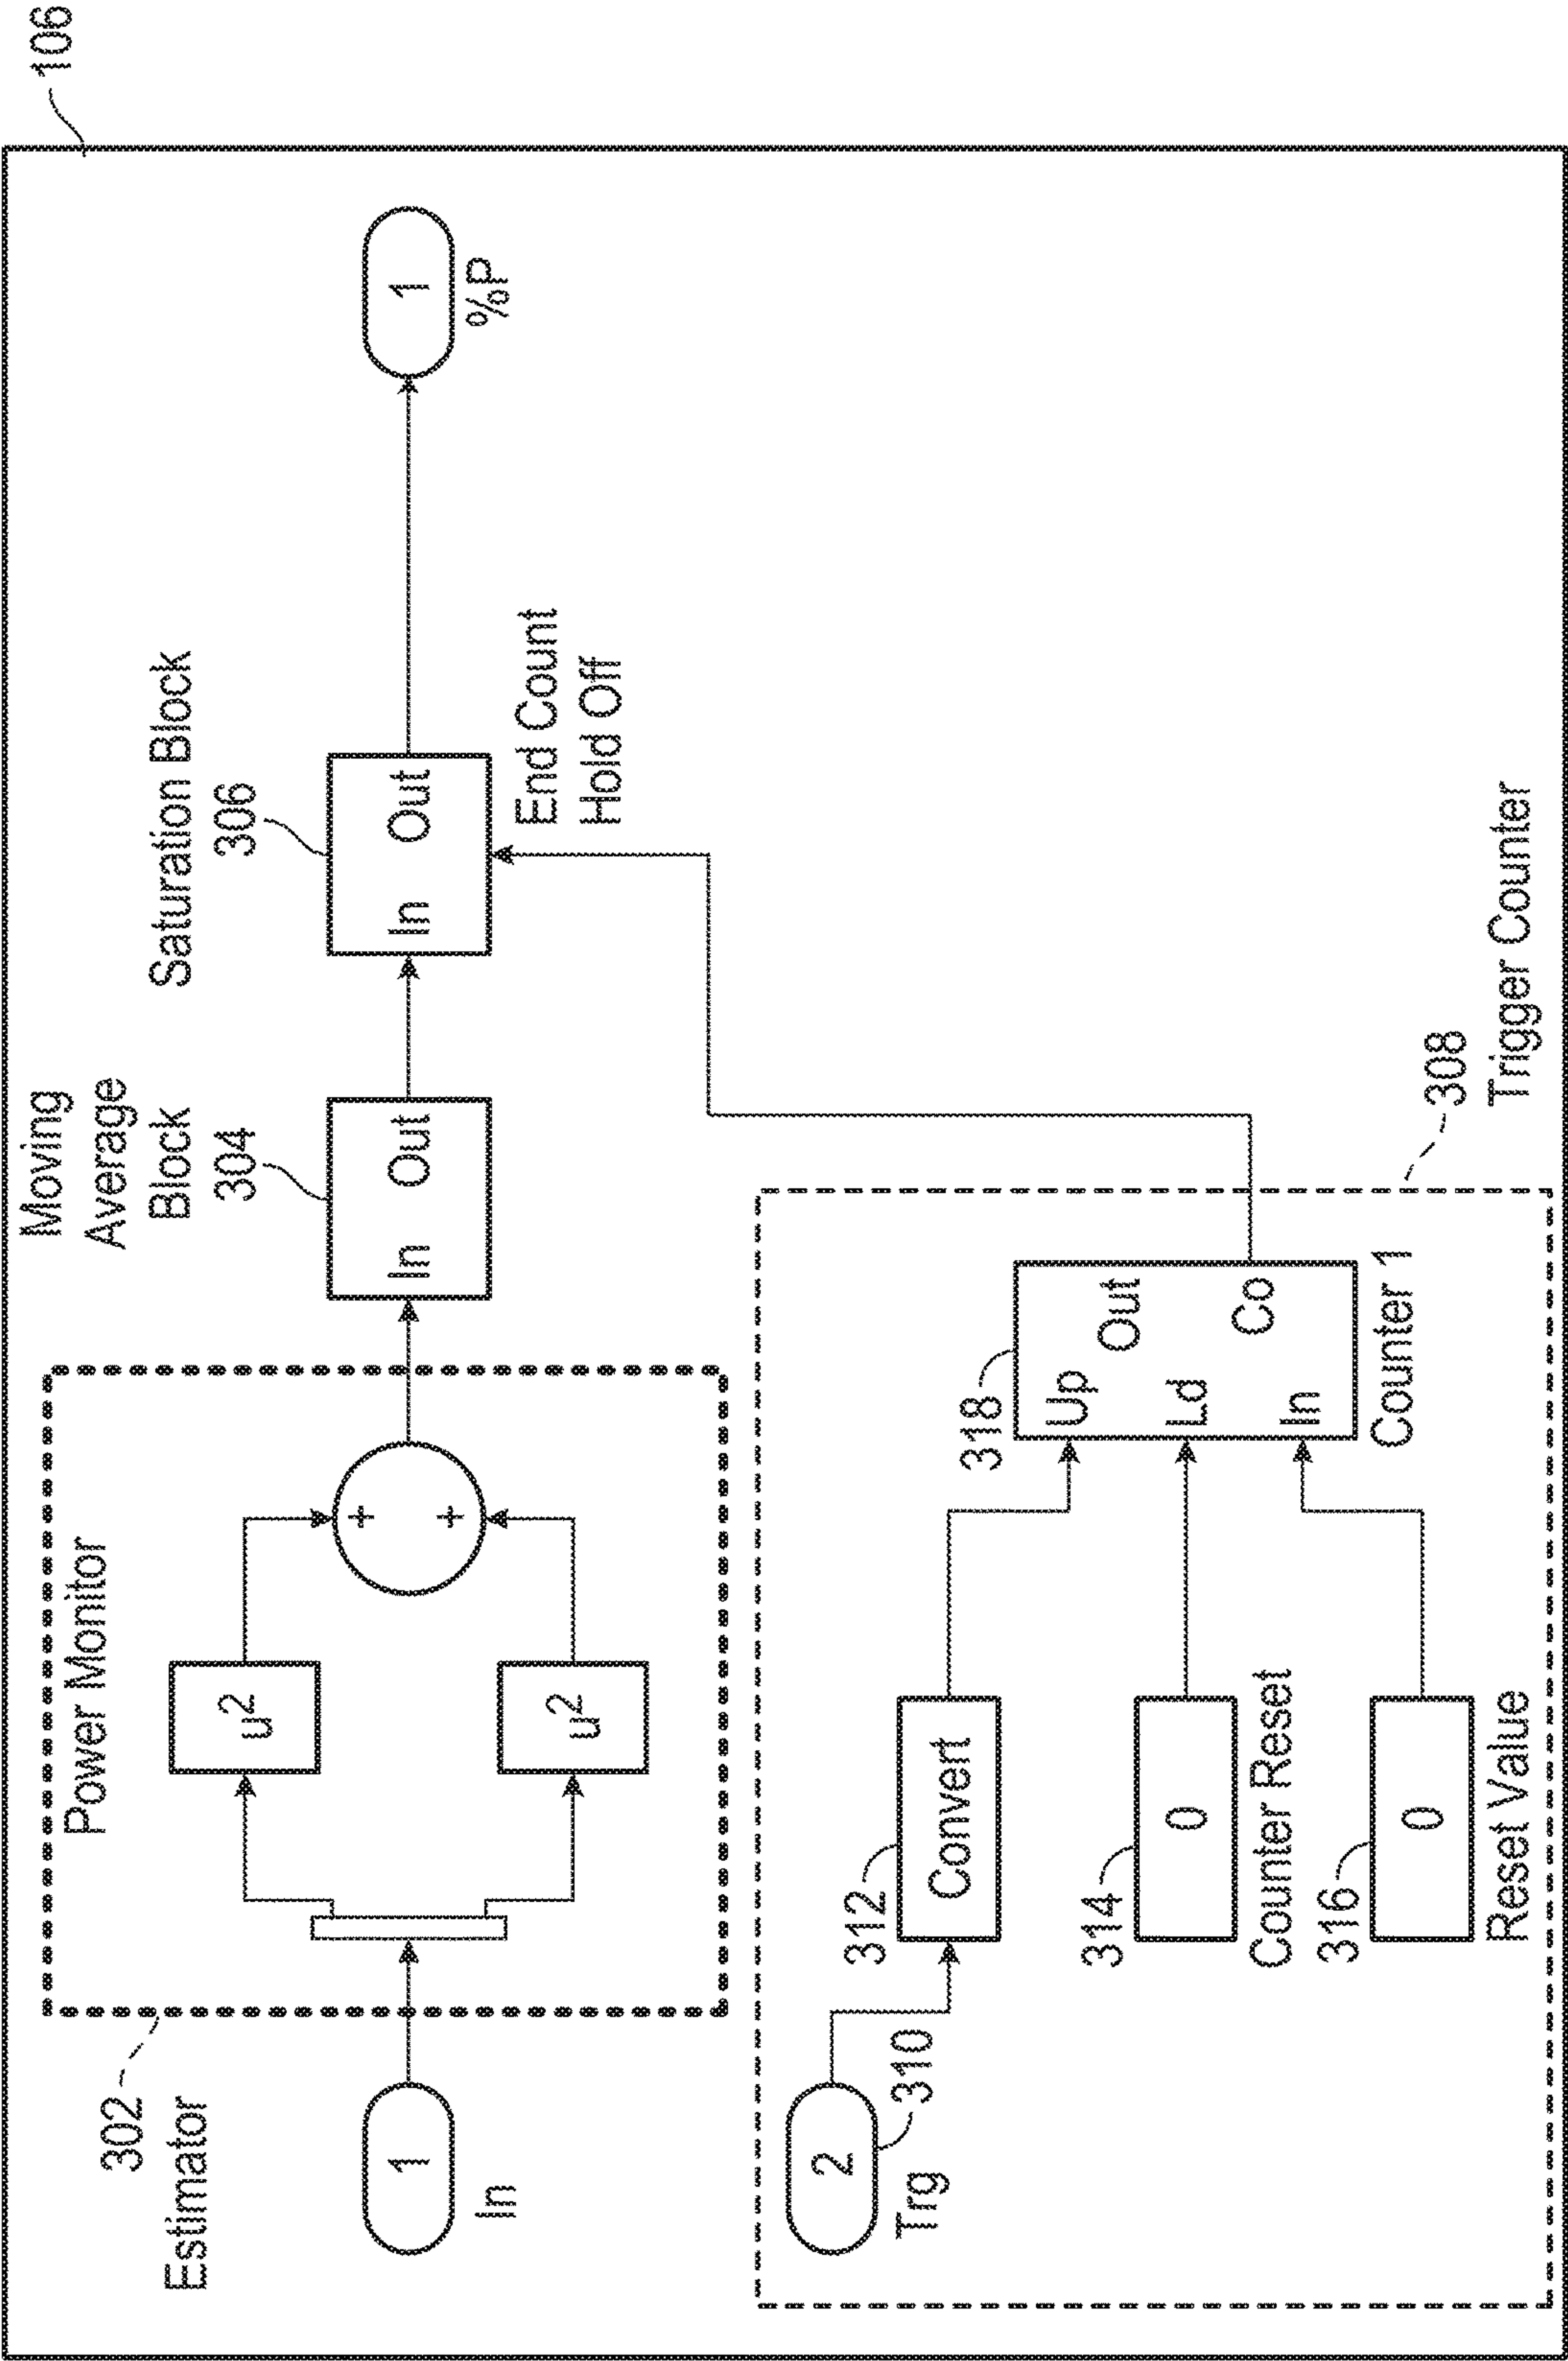 106
302
Estimator
Power Monitor
1
In
u2
u2
+
+
Moving
Average
Block
304
In Out
Saturation Block
306
In Out
End Count
Hold Off
1
%P
2
310
Trg
312
Convert
314
0
Counter Reset
316
0
Reset Value
318
Up
Out
Ld
Co
In
Counter 1
308
Trigger Counter